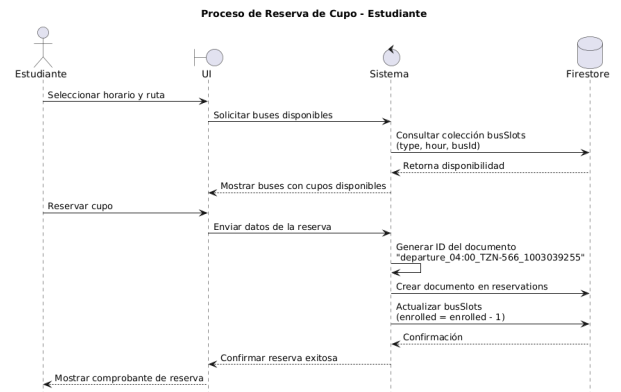 Proceso de Reserva de Cupo - Estudiante
Estudiante
UI
Sistema
Firestore
Seleccionar horario y ruta
Solicitar buses disponibles
Consultar colección busSlots
(type, hour, busId)
Retorna disponibilidad
Mostrar buses con cupos disponibles
Reservar cupo
Enviar datos de la reserva
Generar ID del documento
"departure_04:00_TZN-566_1003039255"
Crear documento en reservations
Actualizar busSlots
(enrolled = enrolled - 1)
Confirmación
Confirmar reserva exitosa
Mostrar comprobante de reserva